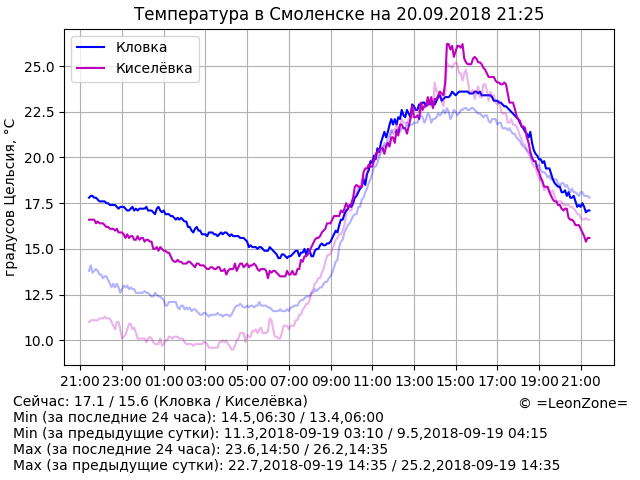 Температура в Смоленске на 20.09.2018 21:25
Кловка
Киселёвка
градусов Цельсия, °C
25.0
22.5
20.0
17.5
15.0
12.5
10.0
21:00 23:00 01:00 03:00 05:00 07:00 09:00 11:00 13:00 15:00 17:00 19:00 21:00
Сейчас: 17.1 / 15.6 (Кловка / Киселёвка)
© =LeonZone=
Min (за последние 24 часа): 14.5,06:30 / 13.4,06:00
Min (за предыдущие сутки): 11.3,2018-09-19 03:10 / 9.5,2018-09-19 04:15
Max (за последние 24 часа): 23.6,14:50 / 26.2,14:35
Max (за предыдущие сутки): 22.7,2018-09-19 14:35 / 25.2,2018-09-19 14:35